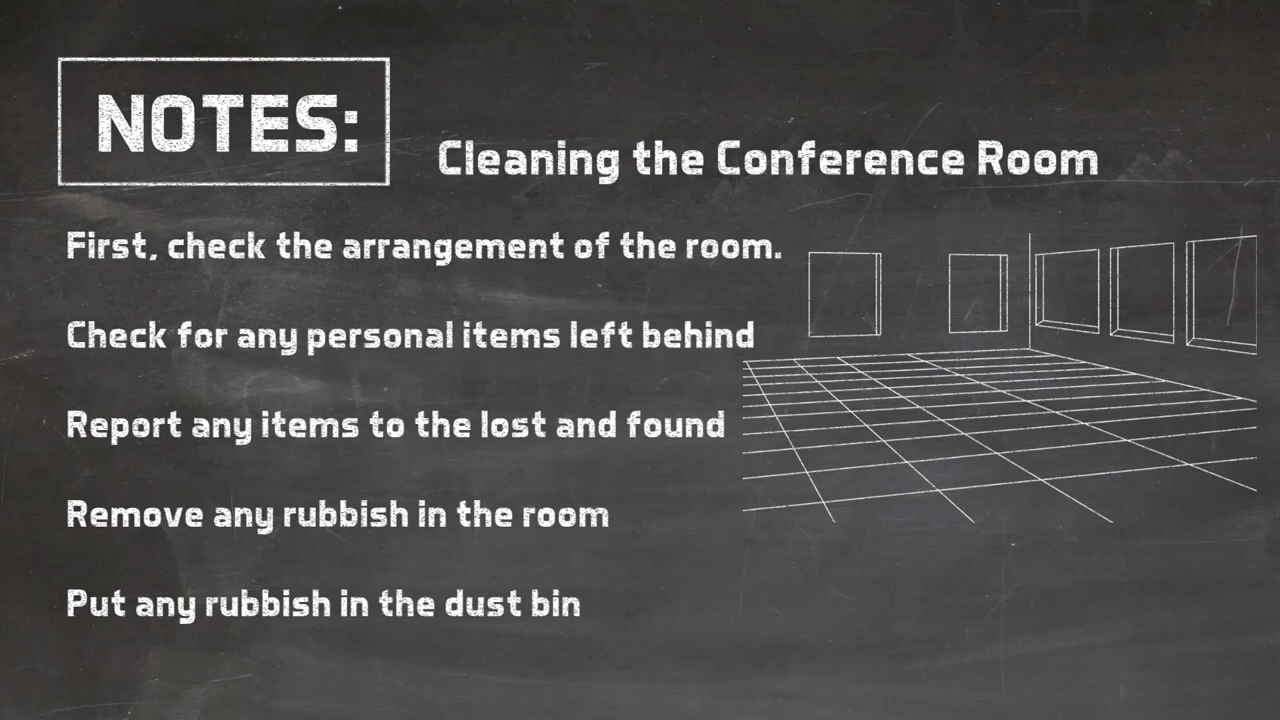 NOTES:
Cleaning the Conference Room
First, check the arrangement of the room.
Check for any personal items left behind
Report any items to the lost and found
Remove any rubbish in the room
Put any rubbish in the dust bin